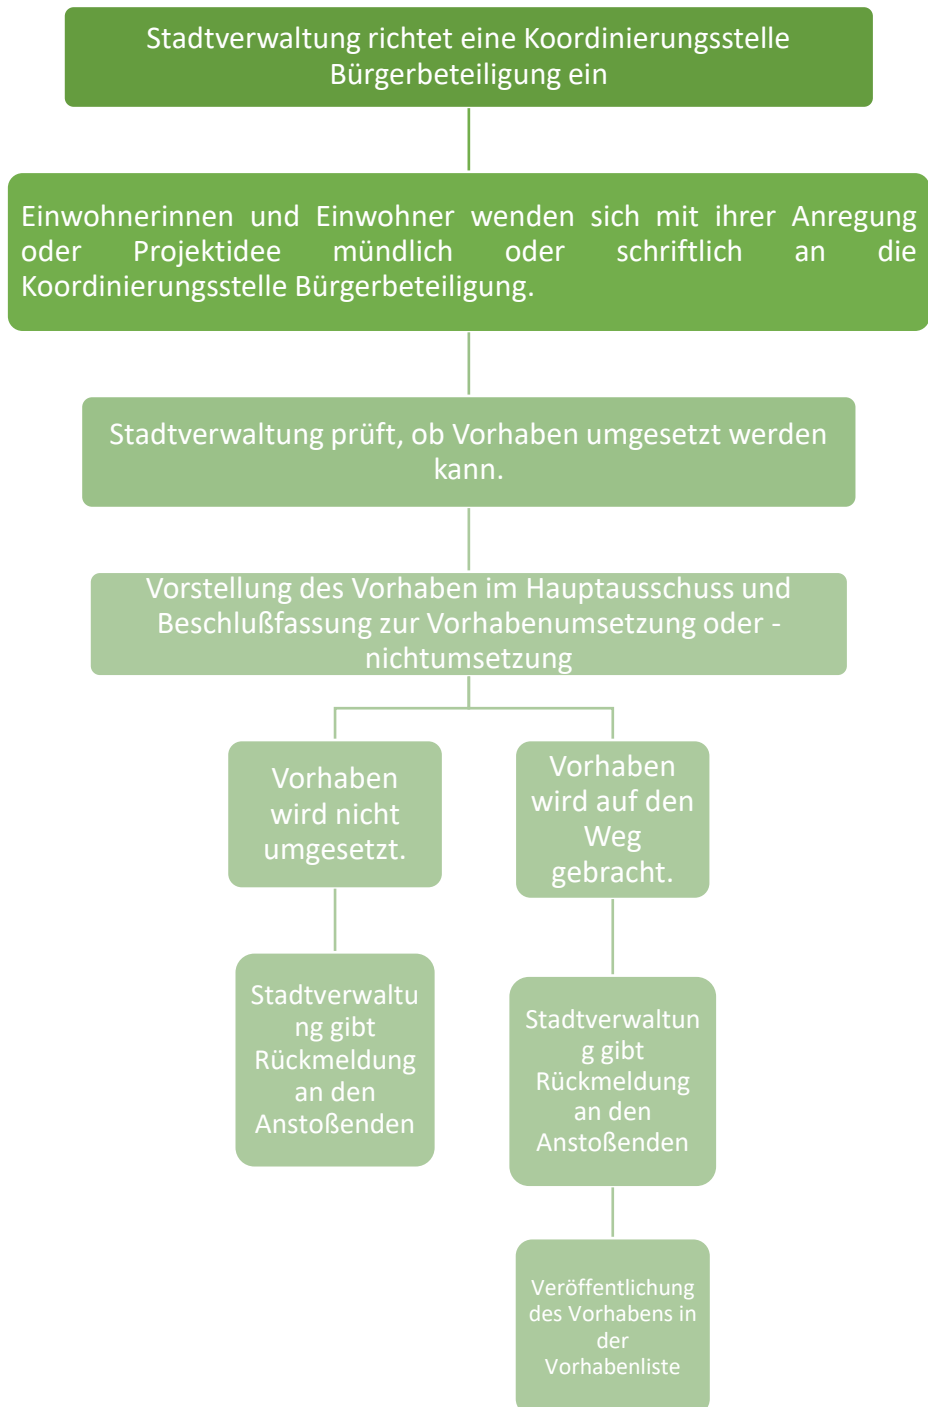 Stadtverwaltung richtet eine Koordinierungsstelle
Bürgerbeteiligung ein
Einwohnerinnen und Einwohner wenden sich mit ihrer Anregung
oder Projektidee mündlich oder schriftlich an die
Koordinierungsstelle Bürgerbeteiligung.
Stadtverwaltung prüft, ob Vorhaben umgesetzt werden
kann.
Vorstellung des Vorhaben im Hauptausschuss und
Beschlußfassung zur Vorhabenumsetzung oder -
nichtumsetzung
Vorhaben
wird nicht
umgesetzt.
Stadtverwaltu
ng gibt
Rückmeldung
an den
Anstoßenden
Vorhaben
wird auf den
Weg
gebracht.
Stadtverwaltun
g gibt
Rückmeldung
an den
Anstoßenden
Veröffentlichung
des Vorhabens in
der
Vorhabenliste